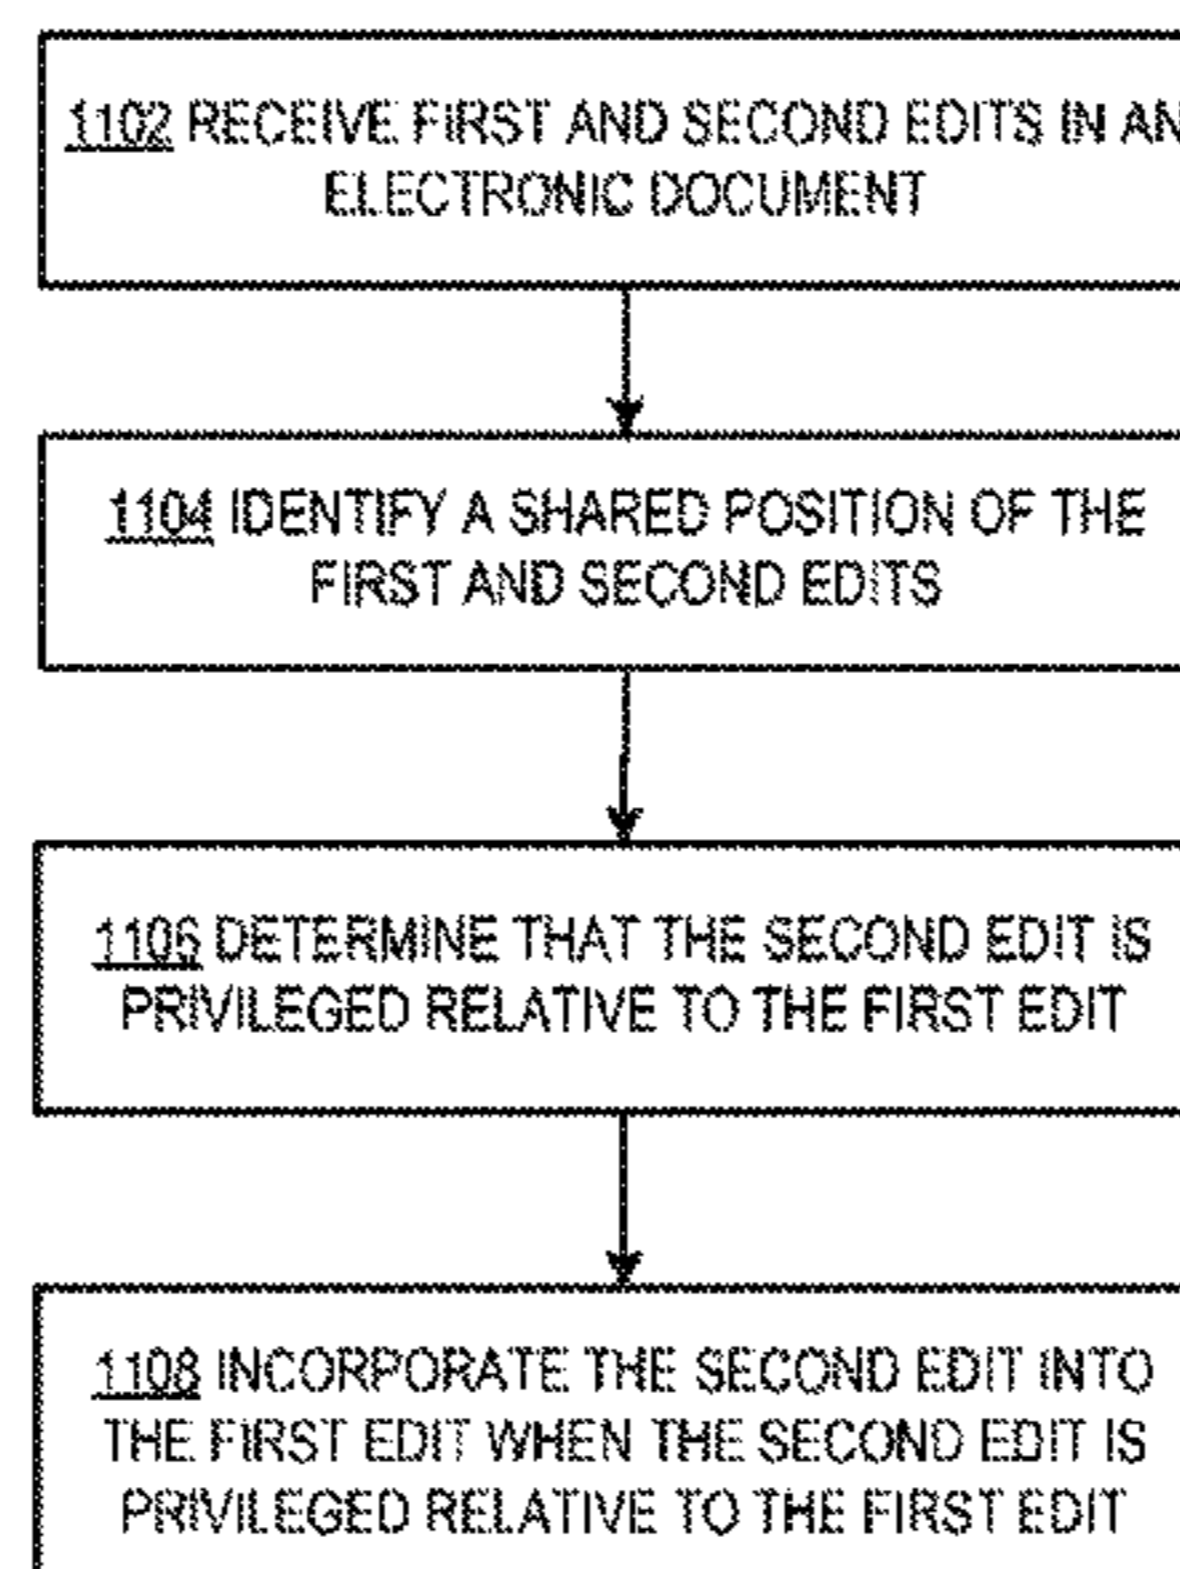 1102 RECEIVE FIRST AND SECOND EDITS IN AN
ELECTRONIC DOCUMENT
1104 IDENTIFY A SHARED POSITION OF THE
FIRST AND SECOND EDITS
1106 DETERMINE THAT THE SECOND EDIT IS
PRIVILEGED RELATIVE TO THE FIRST EDIT
1108 INCORPORATE THE SECOND EDIT INTO
THE FIRST EDIT WHEN THE SECOND EDIT IS
PRIVILEGED RELATIVE TO THE FIRST EDIT